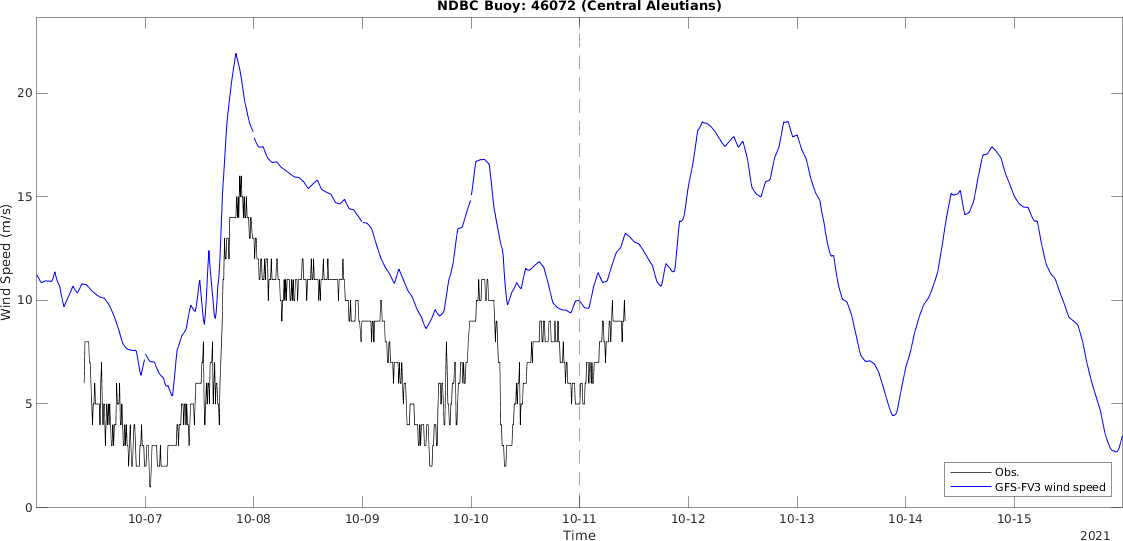 NDBC Buoy: 46072 (Central Aleutians)
Wind Speed (m/s)
20
15
10
5
0
10-07 10-08 10-09 10-10 10-11 10-12 10-13 10-14 10-15
Time
2021
Obs.
GFS-FV3 wind speed